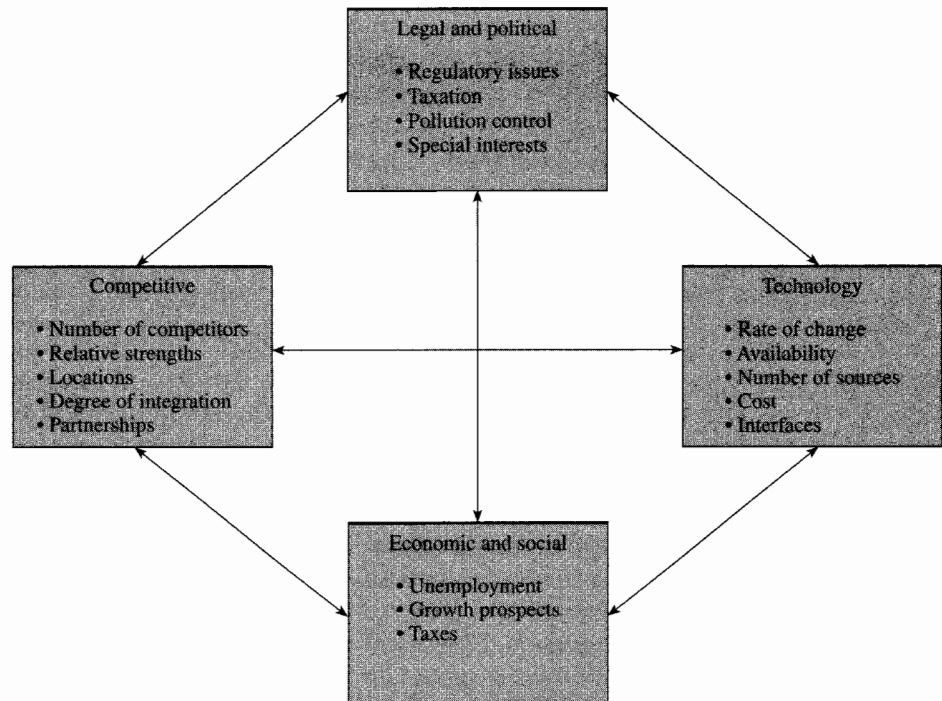 Legal and political
• Regulatory issues
• Taxation
• Pollution control
• Special interests
Competitive
• Number of competitors
• Relative strengths
• Locations
• Degree of integration
• Partnerships
Technology
• Rate of change
• Availability
• Number of sources
• Cost
• Interfaces
Economic and social
• Unemployment
• Growth prospects
• Taxes